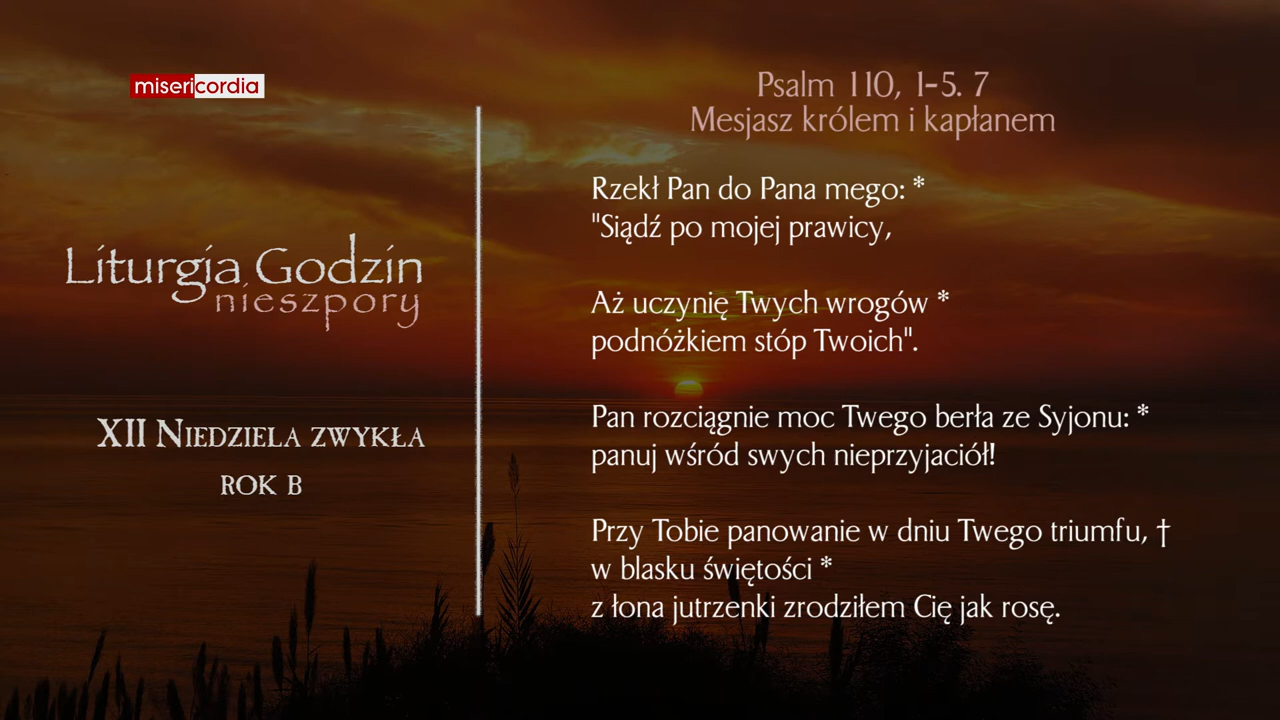 misericordia
Liturgia Godzin
nieszpory
XII Niedziela zwykła
rok B
Psalm 110, 1-5. 7
Mesjasz królem i kapłanem
Rzekł Pan do Pana mego: *
"Siądź po mojej prawicy,
Aż uczynię Twych wrogów *
podnóżkiem stóp Twoich".
Pan rozciągnie moc Twego berła ze Syjonu: *
panuj wśród swych nieprzyjaciół!
Przy Tobie panowanie w dniu Twego triumfu, †
w blasku świętości *
z łona jutrzenki zrodziłem Cię jak rosę.